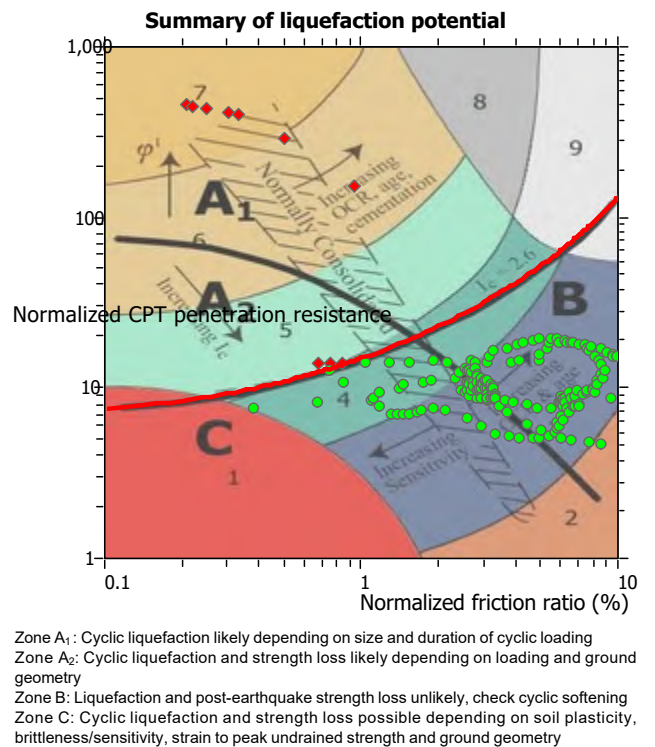 Summary of liquefaction potential
1,000
7
8
9
φ'
Increasing
OCR, age,
cementation
A1
Normally Consolidated
100
6
Ic = 2.6
A2
B
Normalized CPT penetration resistance
5
Increasing Ic
10
4
Increasing
& age
C
Increasing
Sensitivity
1
2
1
0.1
1
10
Normalized friction ratio (%)
Zone A1: Cyclic liquefaction likely depending on size and duration of cyclic loading
Zone A2: Cyclic liquefaction and strength loss likely depending on loading and ground
geometry
Zone B: Liquefaction and post-earthquake strength loss unlikely, check cyclic softening
Zone C: Cyclic liquefaction and strength loss possible depending on soil plasticity,
brittleness/sensitivity, strain to peak undrained strength and ground geometry